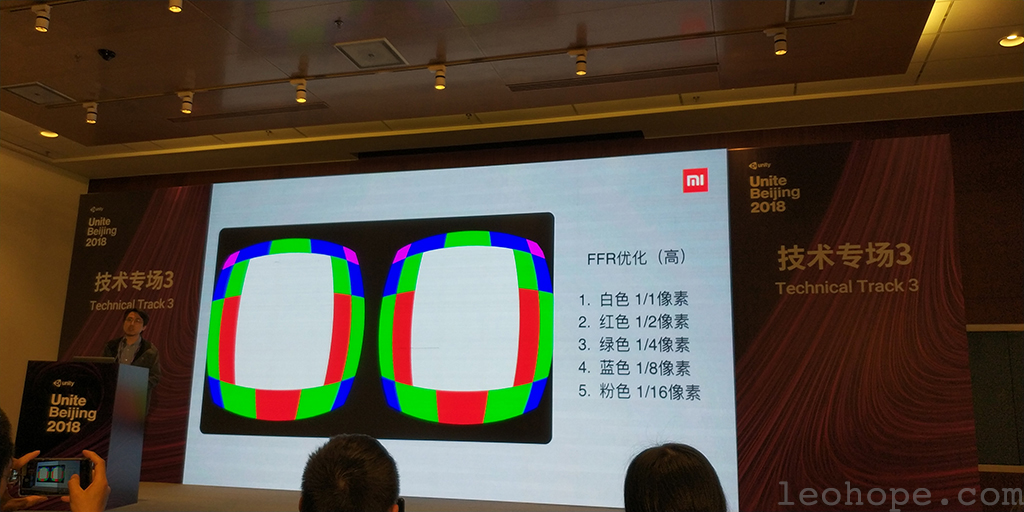 unity
Unite
Beijing
2018
技术专场3
Technical Track 3
unity
Unite
Beijing
2018
mi
FFR优化（高）
1. 白色 1/1像素
2. 红色 1/2像素
3. 绿色 1/4像素
4. 蓝色 1/8像素
5. 粉色 1/16像素
unity
Unite
Beijing
2018
技术专场3
Technical Track 3
leohope.com